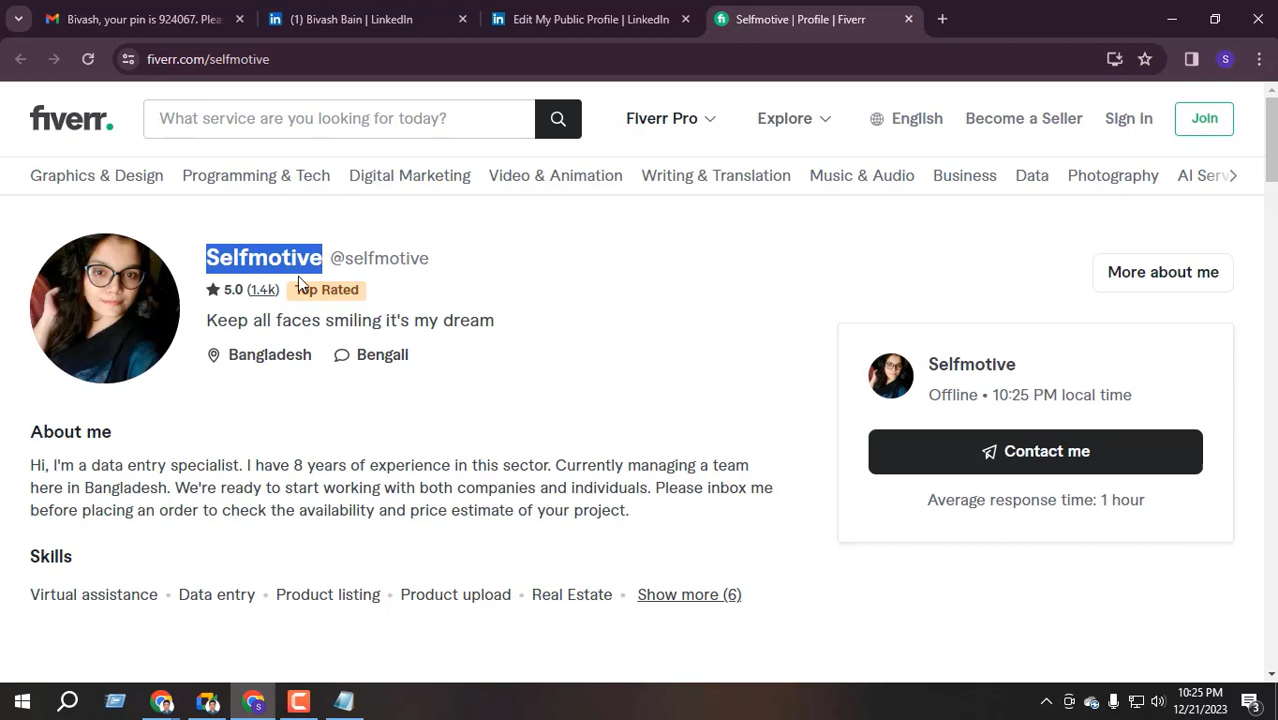 Bivash, your pin is 924067. Plea
(1) Bivash Bain | LinkedIn
Edit My Public Profile | LinkedIn
Selfmotive | Profile | Fiverr
S
fiverr.com/selfmotive
fiverr.
What service are you looking for today?
Fiverr Pro
Explore
English
Become a Seller
Sign In
Join
Graphics & Design
Programming & Tech
Digital Marketing
Video & Animation
Writing & Translation
Music & Audio
Business
Data
Photography
AI Serv
Selfmotive @selfmotive
More about me
5.0 (1.4k) Top Rated
Keep all faces smiling it's my dream
Bangladesh
Bengali
Selfmotive
Offline • 10:25 PM local time
Contact me
Average response time: 1 hour
About me
Hi, I'm a data entry specialist. I have 8 years of experience in this sector. Currently managing a team
here in Bangladesh. We're ready to start working with both companies and individuals. Please inbox me
before placing an order to check the availability and price estimate of your project.
Skills
Virtual assistance • Data entry • Product listing • Product upload • Real Estate • Show more (6)
10:25 PM
12/21/2023
3